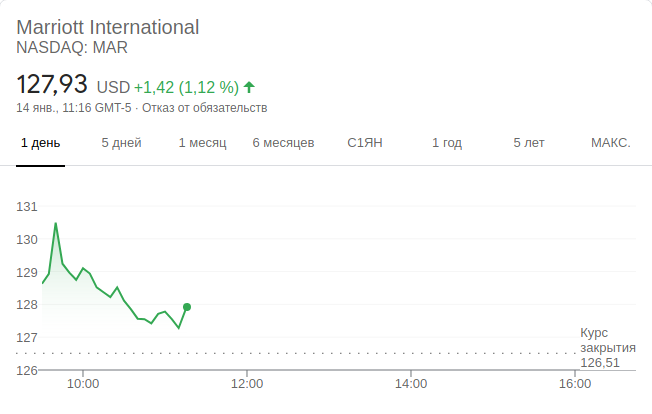 Marriott International
NASDAQ: MAR
127,93 USD +1,42 (1,12 %)
14 янв., 11:16 GMT-5 · Отказ от обязательств
1 день 5 дней 1 месяц 6 месяцев С1ЯН 1 год 5 лет МАКС.
131
130
129
128
127
126
Курс
закрытия
126,51
10:00 12:00 14:00 16:00